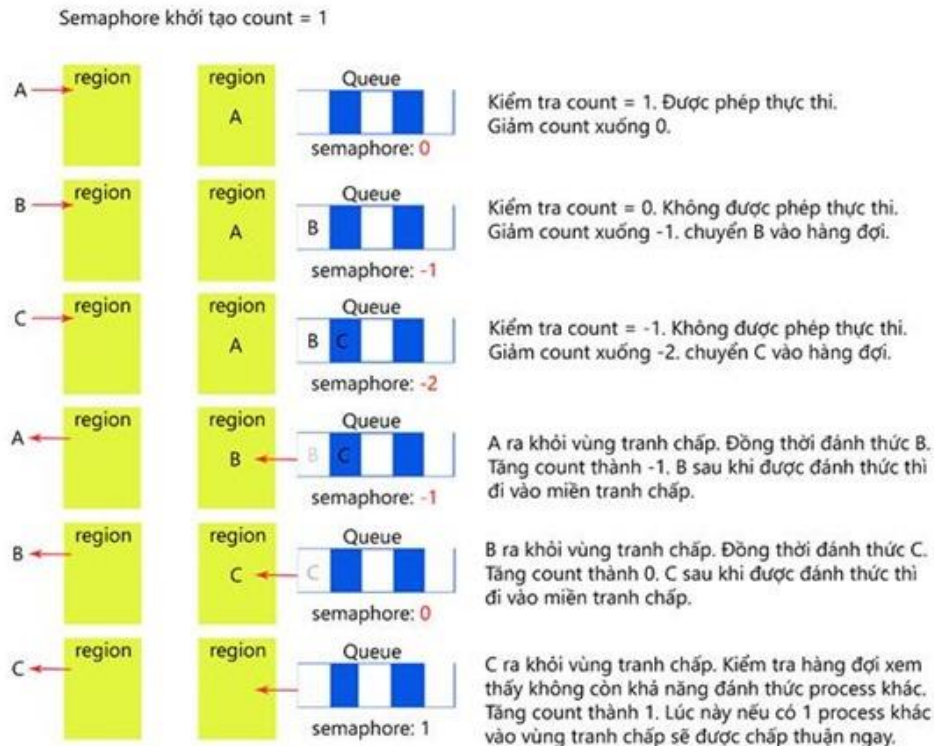 Semaphore khởi tạo count = 1
A
region
region
A
Queue
semaphore: 0
Kiểm tra count = 1. Được phép thực thi.
Giảm count xuống 0.
B
region
region
A
Queue
B
semaphore: -1
Kiểm tra count = 0. Không được phép thực thi.
Giảm count xuống -1. chuyển B vào hàng đợi.
C
region
region
A
Queue
B C
semaphore: -2
Kiểm tra count = -1. Không được phép thực thi.
Giảm count xuống -2. chuyển C vào hàng đợi.
A
region
region
B
Queue
B C
semaphore: -1
A ra khỏi vùng tranh chấp. Đồng thời đánh thức B.
Tăng count thành -1. B sau khi được đánh thức thì
đi vào miền tranh chấp.
B
region
region
C
Queue
C
semaphore: 0
B ra khỏi vùng tranh chấp. Đồng thời đánh thức C.
Tăng count thành 0. C sau khi được đánh thức thì
đi vào miền tranh chấp.
C
region
region
Queue
semaphore: 1
C ra khỏi vùng tranh chấp. Kiểm tra hàng đợi xem
thấy không còn khả năng đánh thức process khác.
Tăng count thành 1. Lúc này nếu có 1 process khác
vào vùng tranh chấp sẽ được chấp thuận ngay.